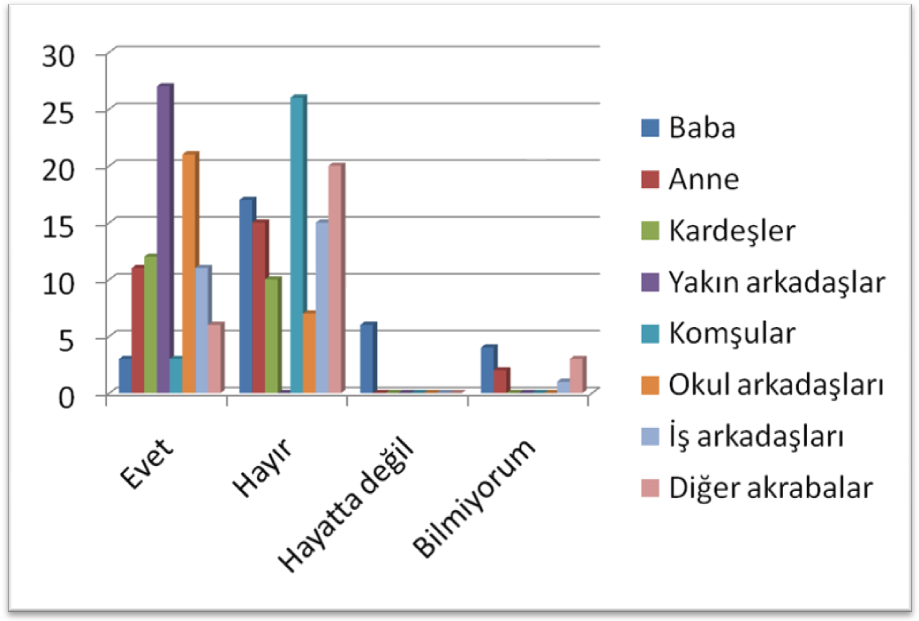 30
25
20
15
10
5
0
Evet
Hayır
Hayatta değil
Bilmiyorum
Baba
Anne
Kardeşler
Yakın arkadaşlar
Komşular
Okul arkadaşları
İş arkadaşları
Diğer akrabalar